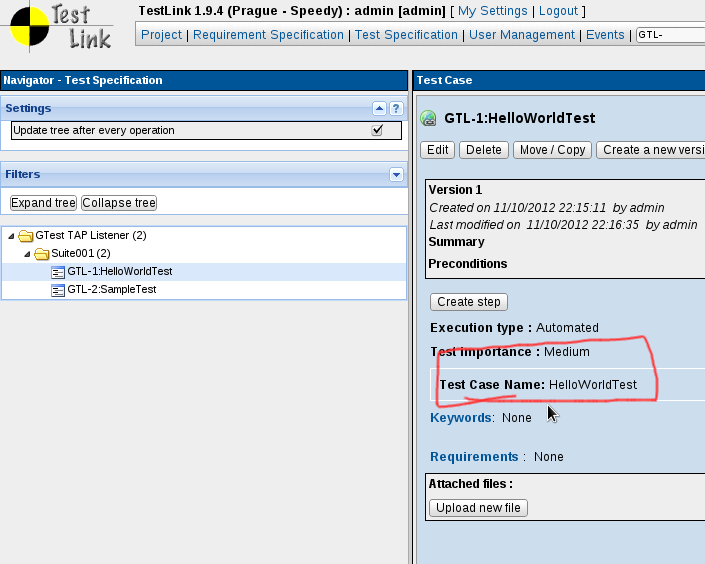 Test
Link
TestLink 1.9.4 (Prague - Speedy) : admin [admin] [ My Settings | Logout ]
Project | Requirement Specification | Test Specification | User Management | Events | GTL-
Navigator - Test Specification
Settings
?
Update tree after every operation
Filters
Expand tree Collapse tree
GTest TAP Listener (2)
Suite001 (2)
GTL-1:HelloWorldTest
GTL-2:SampleTest
Test Case
GTL-1:HelloWorldTest
Edit Delete Move / Copy Create a new versi
Version 1
Created on 11/10/2012 22:15:11 by admin
Last modified on 11/10/2012 22:16:35 by admin
Summary
Preconditions
Create step
Execution type : Automated
Test Importance : Medium
Test Case Name: HelloWorldTest
Keywords: None
Requirements : None
Attached files :
Upload new file